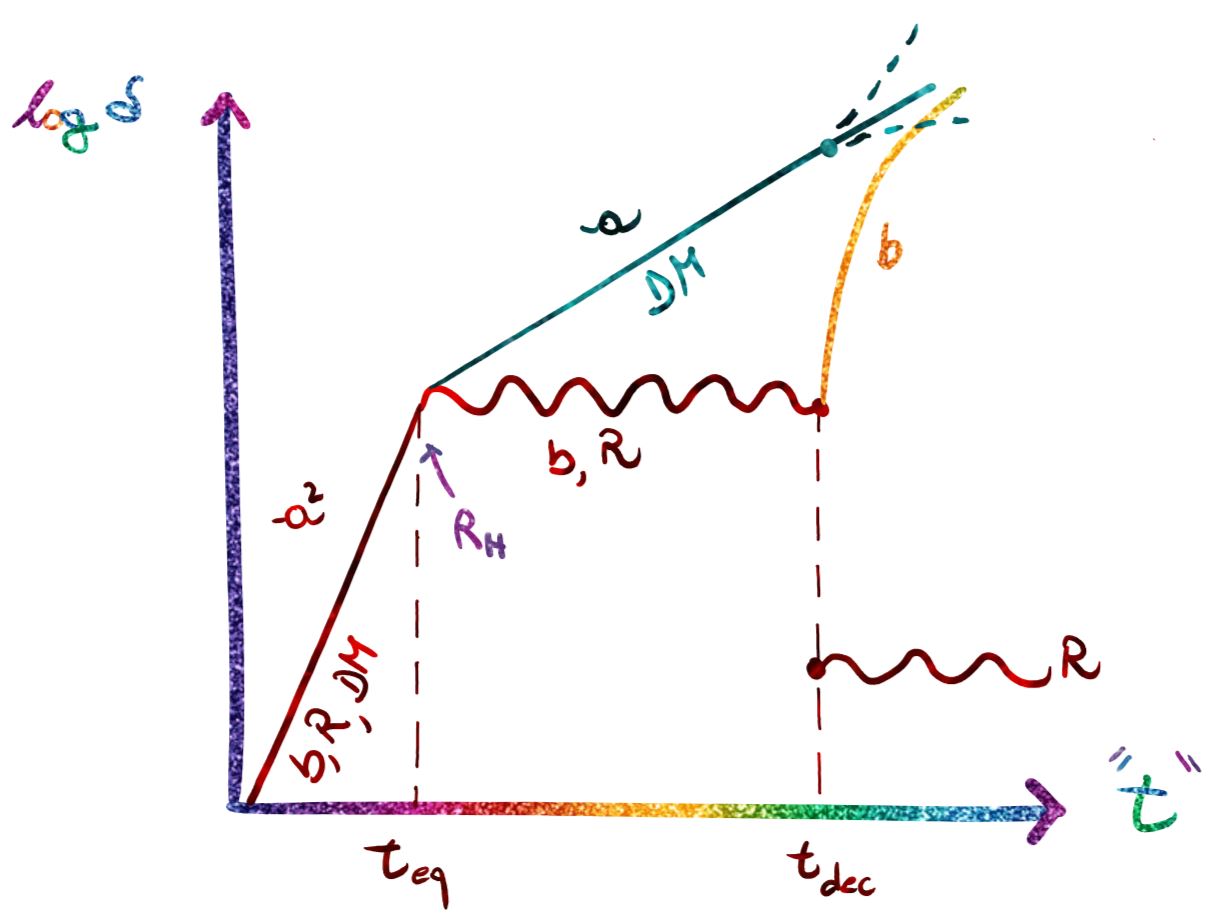 log δ
a
DM
b
b, R
a²
R_H
b, R, DM
R
"t"
t_eq
t_dec